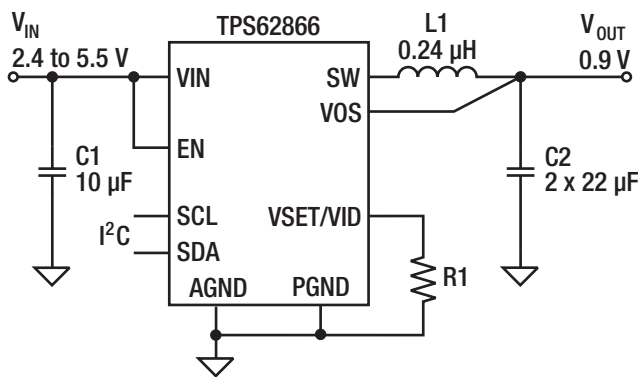 TPS62866
V_IN
2.4 to 5.5 V
L1
0.24 µH
V_OUT
0.9 V
VIN
SW
VOS
EN
C1
10 µF
C2
2 x 22 µF
SCL
VSET/VID
I²C
SDA
R1
AGND
PGND